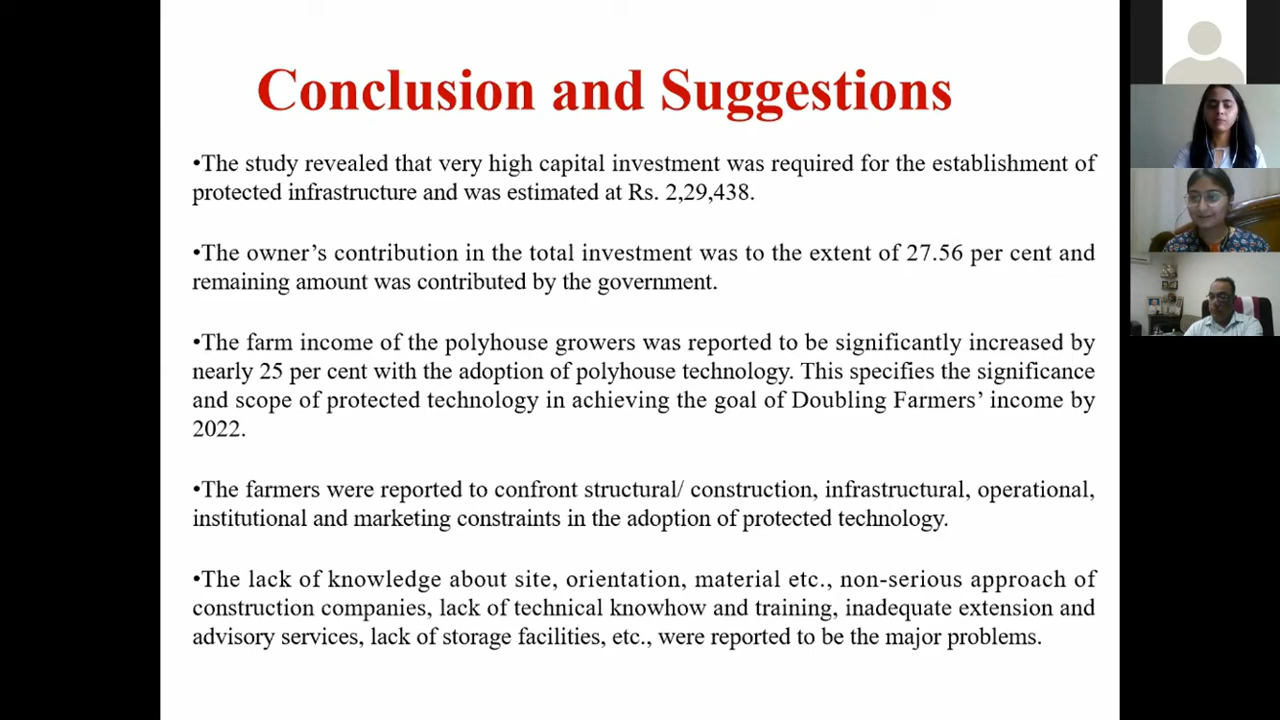 Conclusion and Suggestions
•The study revealed that very high capital investment was required for the establishment of
protected infrastructure and was estimated at Rs. 2,29,438.
•The owner’s contribution in the total investment was to the extent of 27.56 per cent and
remaining amount was contributed by the government.
•The farm income of the polyhouse growers was reported to be significantly increased by
nearly 25 per cent with the adoption of polyhouse technology. This specifies the significance
and scope of protected technology in achieving the goal of Doubling Farmers’ income by
2022.
•The farmers were reported to confront structural/ construction, infrastructural, operational,
institutional and marketing constraints in the adoption of protected technology.
•The lack of knowledge about site, orientation, material etc., non-serious approach of
construction companies, lack of technical knowhow and training, inadequate extension and
advisory services, lack of storage facilities, etc., were reported to be the major problems.